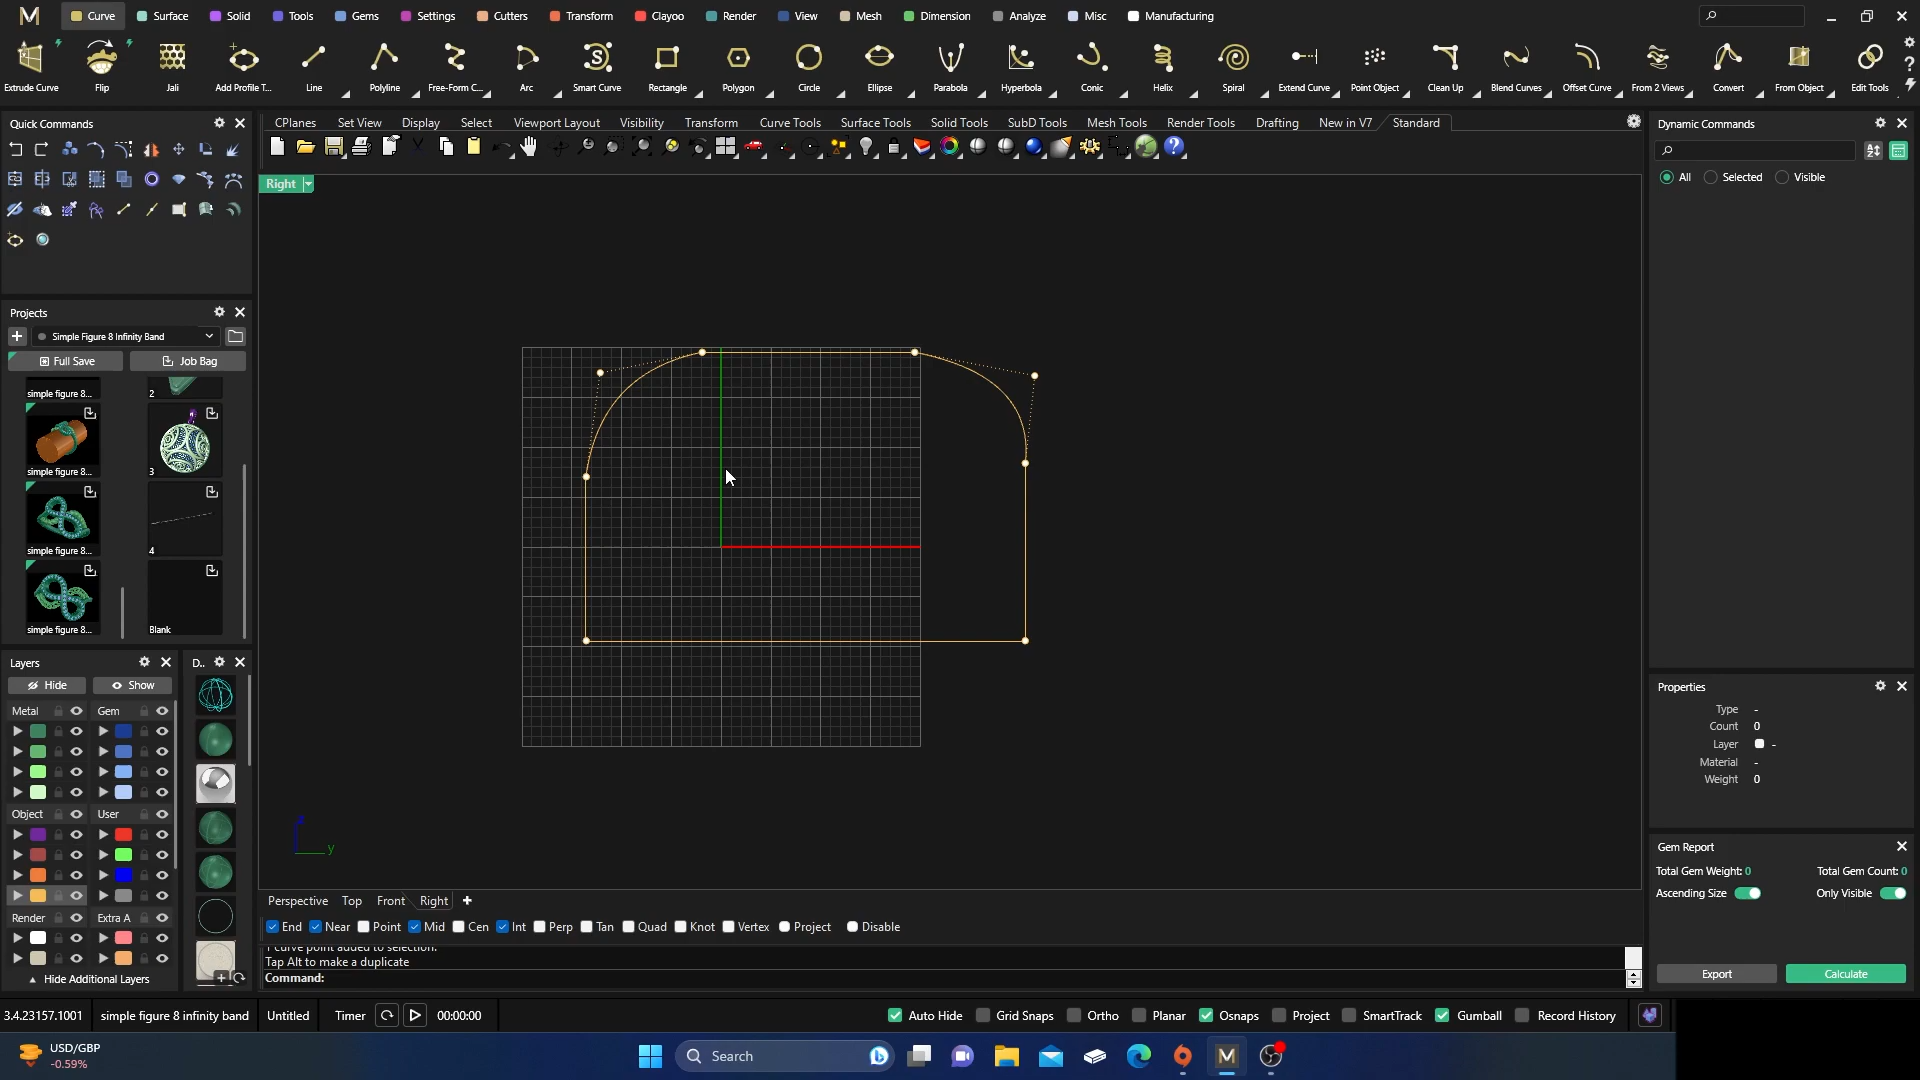 Curve Surface Solid Tools Gems Settings Cutters Transform Clayoo Render View Mesh Dimension Analyze Misc Manufacturing
Extrude Curve Flip Jali Add Profile T... Line Polyline Free-Form C... Arc Smart Curve Rectangle Polygon Circle Ellipse Parabola Hyperbola Conic Helix Spiral Extend Curve Point Object Clean Up Blend Curves Offset Curve From 2 Views Convert From Object Edit Tools
Quick Commands
CPlanes Set View Display Select Viewport Layout Visibility Transform Curve Tools Surface Tools Solid Tools SubD Tools Mesh Tools Render Tools Drafting New in V7 Standard
Dynamic Commands
All Selected Visible
Right
Projects
Simple Figure 8 Infinity Band
Full Save Job Bag
simple figure 8... 2
simple figure 8... 3
simple figure 8... 4
simple figure 8... Blank
Layers D..
Hide Show
Metal Gem
Object User
Render Extra A
Hide Additional Layers
y
Properties
Type -
Count 0
Layer -
Material -
Weight 0
Gem Report
Total Gem Weight: 0 Total Gem Count: 0
Ascending Size Only Visible
Export Calculate
Perspective Top Front Right
End Near Point Mid Cen Int Perp Tan Quad Knot Vertex Project Disable
1 curve point added to selection.
Tap Alt to make a duplicate
Command:
3.4.23157.1001 simple figure 8 infinity band Untitled Timer 00:00:00 Auto Hide Grid Snaps Ortho Planar Osnaps Project SmartTrack Gumball Record History
USD/GBP
-0.59%
Search